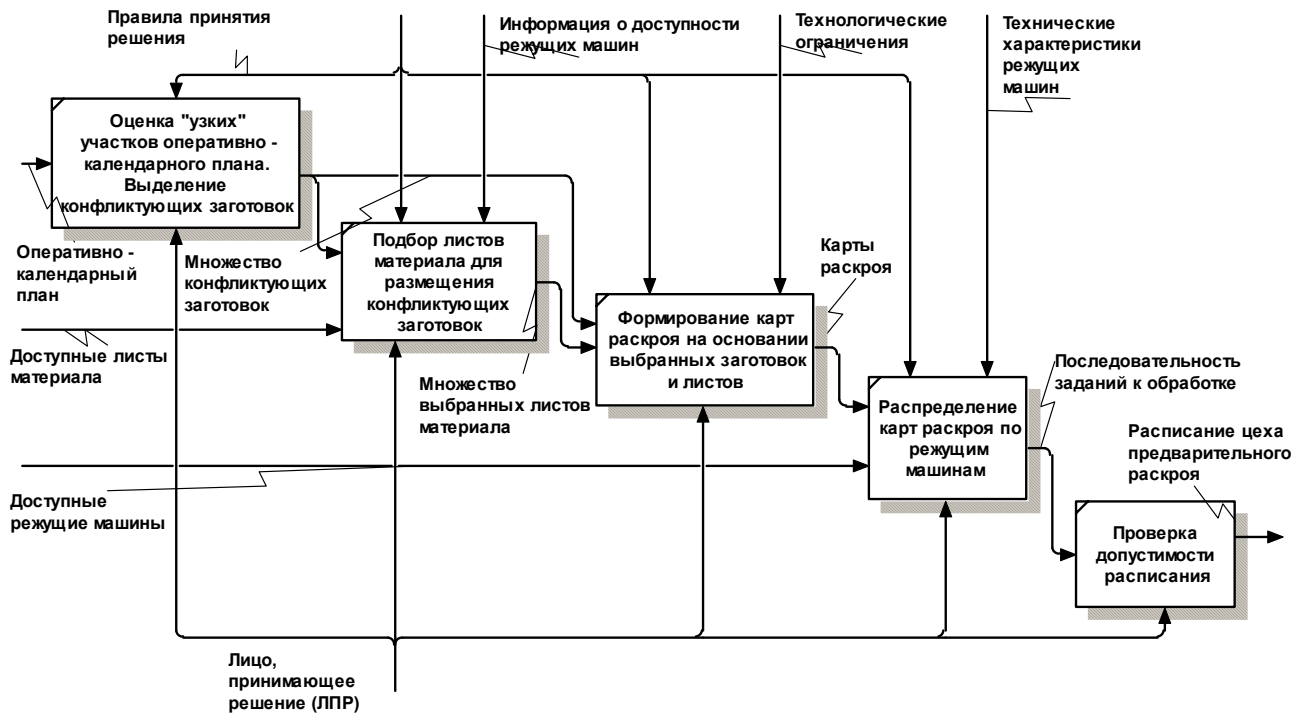 Правила принятия
решения
Информация о доступности
режущих машин
Технологические
ограничения
Технические
характеристики
режущих
машин
Оценка "узких"
участков оперативно -
календарного плана.
Выделение
конфликтующих заготовок
Оперативно -
календарный
план
Множество
конфликтующих
заготовок
Подбор листов
материала для
размещения
конфликтующих
заготовок
Карты
раскроя
Формирование карт
раскроя на основании
выбранных заготовок
и листов
Доступные листы
материала
Множество
выбранных листов
материала
Последовательность
заданий к обработке
Распределение
карт раскроя по
режущим
машинам
Расписание цеха
предварительного
раскроя
Доступные
режущие машины
Проверка
допустимости
расписания
Лицо,
принимающее
решение (ЛПР)